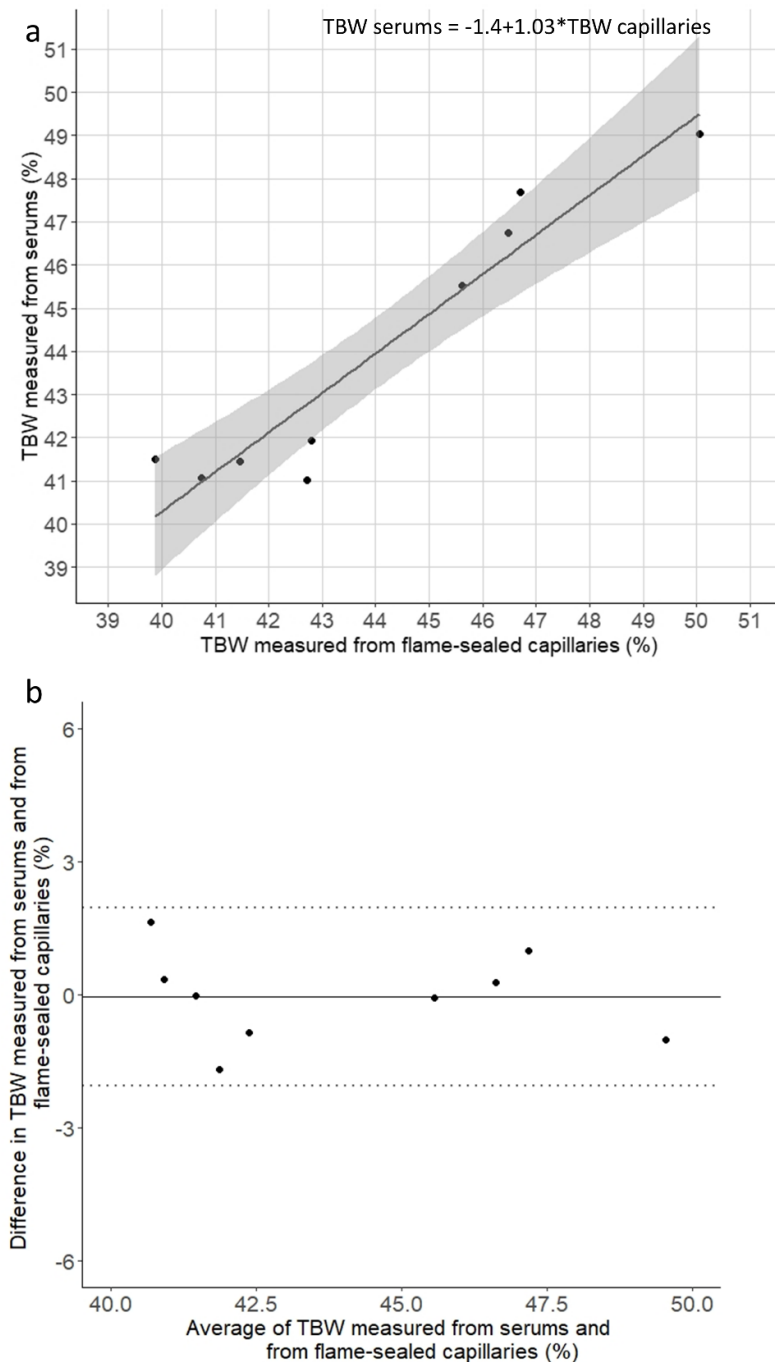 a
TBW serums = -1.4+1.03*TBW capillaries
TBW measured from serums (%)
51
50
49
48
47
46
45
44
43
42
41
40
39
39 40 41 42 43 44 45 46 47 48 49 50 51
TBW measured from flame-sealed capillaries (%)
b
Difference in TBW measured from serums and from
flame-sealed capillaries (%)
6
3
0
-3
-6
40.0 42.5 45.0 47.5 50.0
Average of TBW measured from serums and
from flame-sealed capillaries (%)